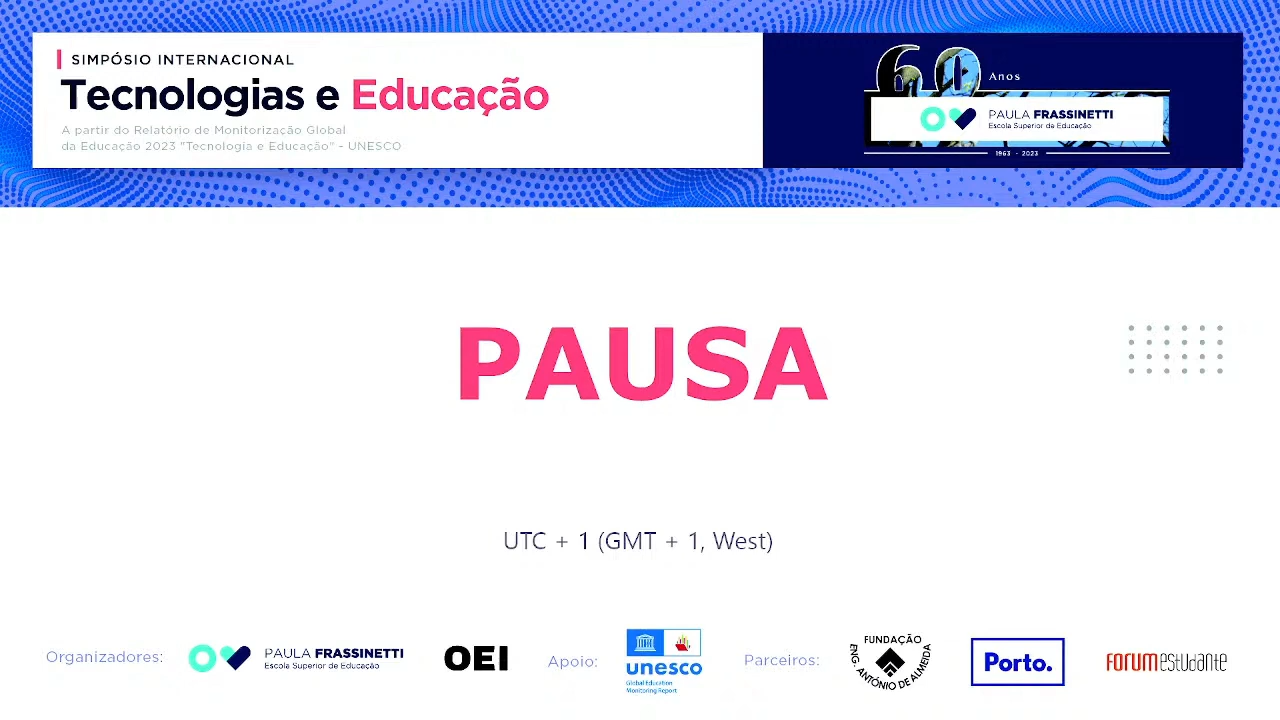 SIMPÓSIO INTERNACIONAL
Tecnologias e Educação
A partir do Relatório de Monitorização Global
da Educação 2023 "Tecnologia e Educação" - UNESCO
60 Anos
PAULA FRASSINETTI
Escola Superior de Educação
1963 - 2023
PAUSA
UTC + 1 (GMT + 1, West)
Organizadores:
PAULA FRASSINETTI
Escola Superior de Educação
OEI
Apoio:
unesco
Global Education
Monitoring Report
Parceiros:
FUNDAÇÃO
ENG. ANTÓNIO DE ALMEIDA
Porto.
FORUMestudante